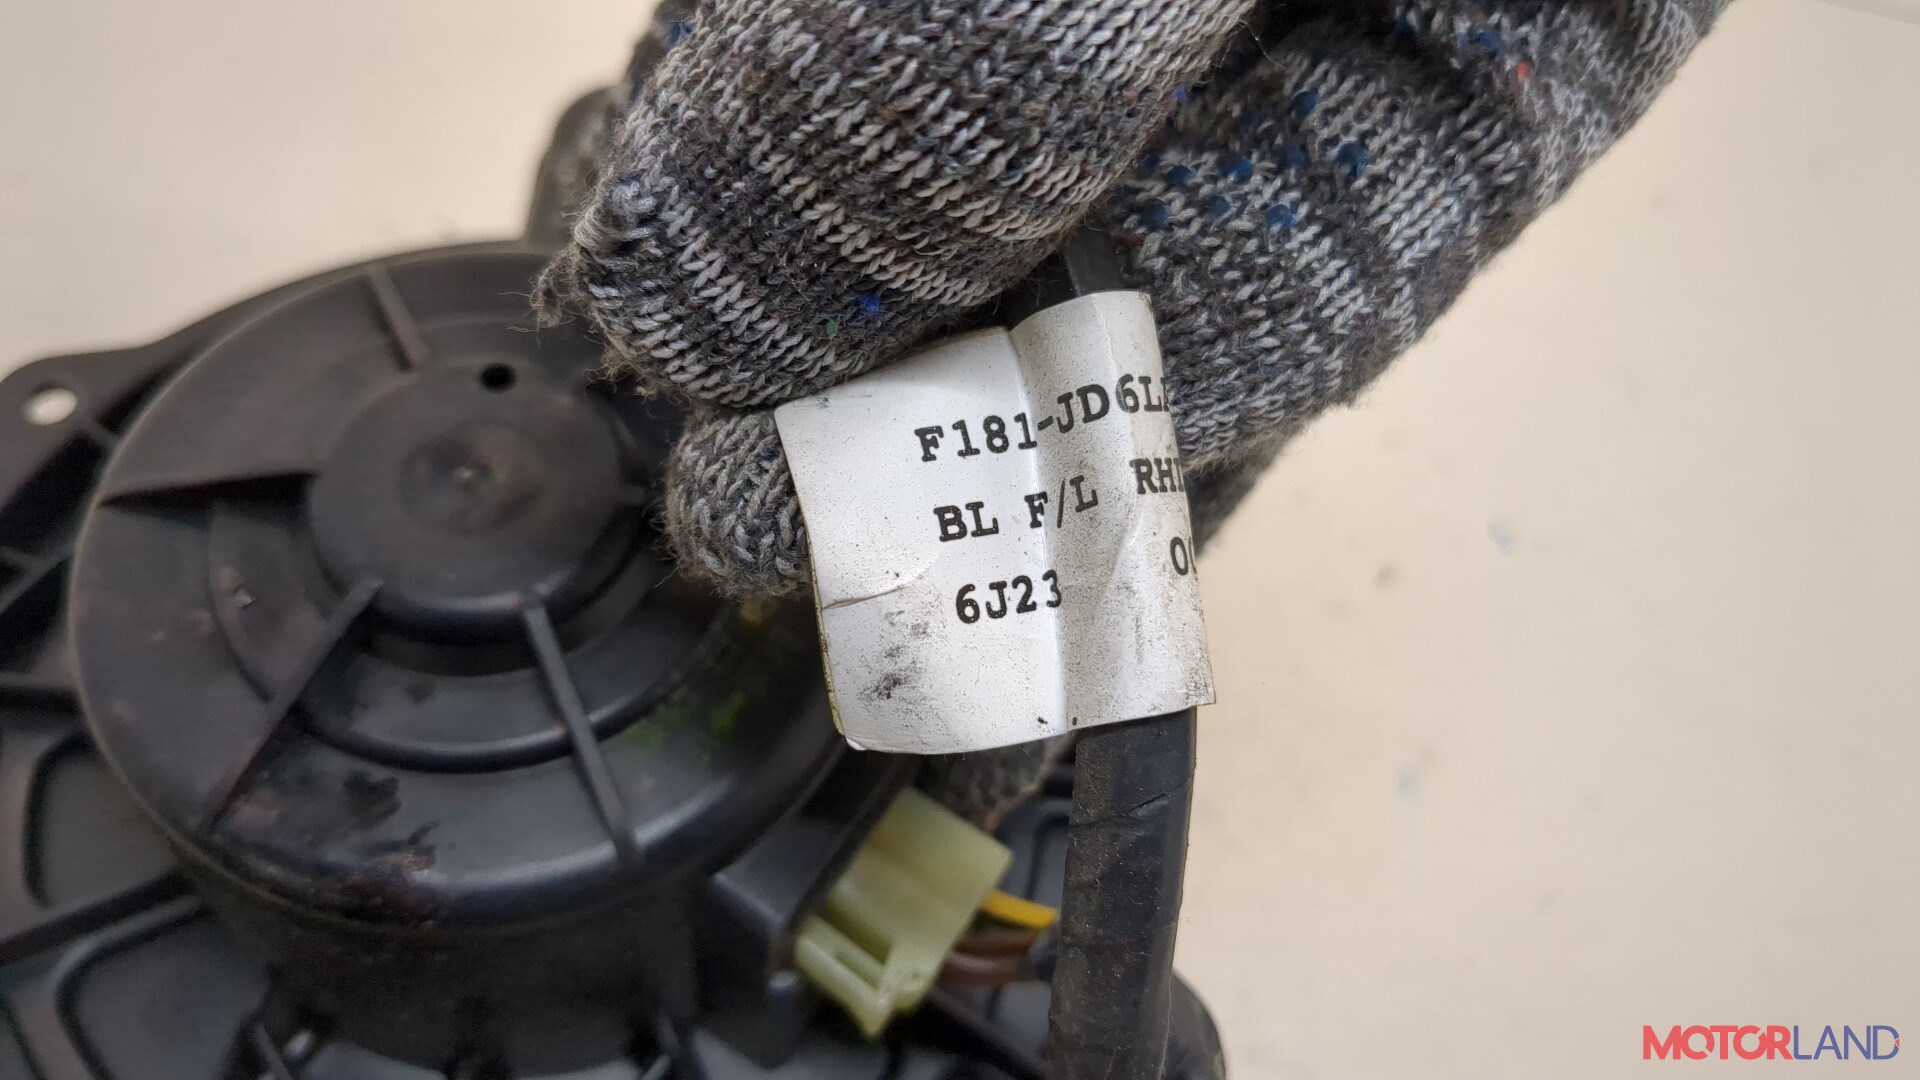 F181-JD6L
BL F/L RH
6J23
MOTORLAND